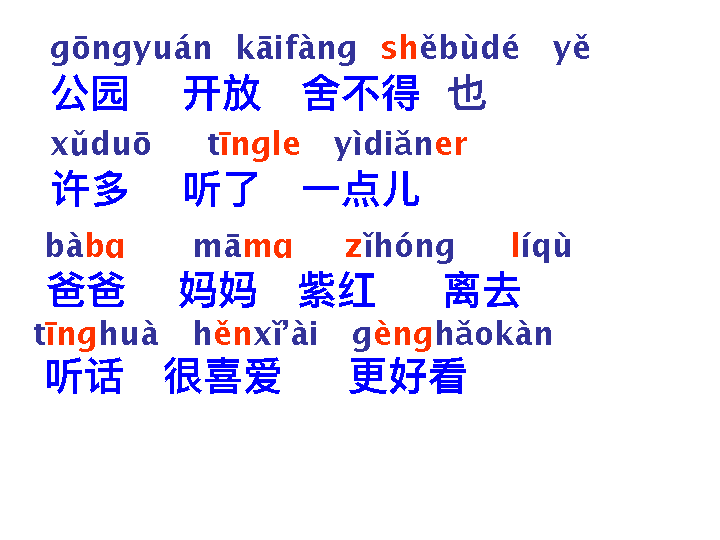 gōngyuán kāifàng shěbùdé yě
公园 开放 舍不得 也
xǔduō tīngle yìdiǎner
许多 听了 一点儿
bàbɑ māmɑ zǐhóng líqù
爸爸 妈妈 紫红 离去
tīnghuà hěnxǐ’ài gènghǎokàn
听话 很喜爱 更好看